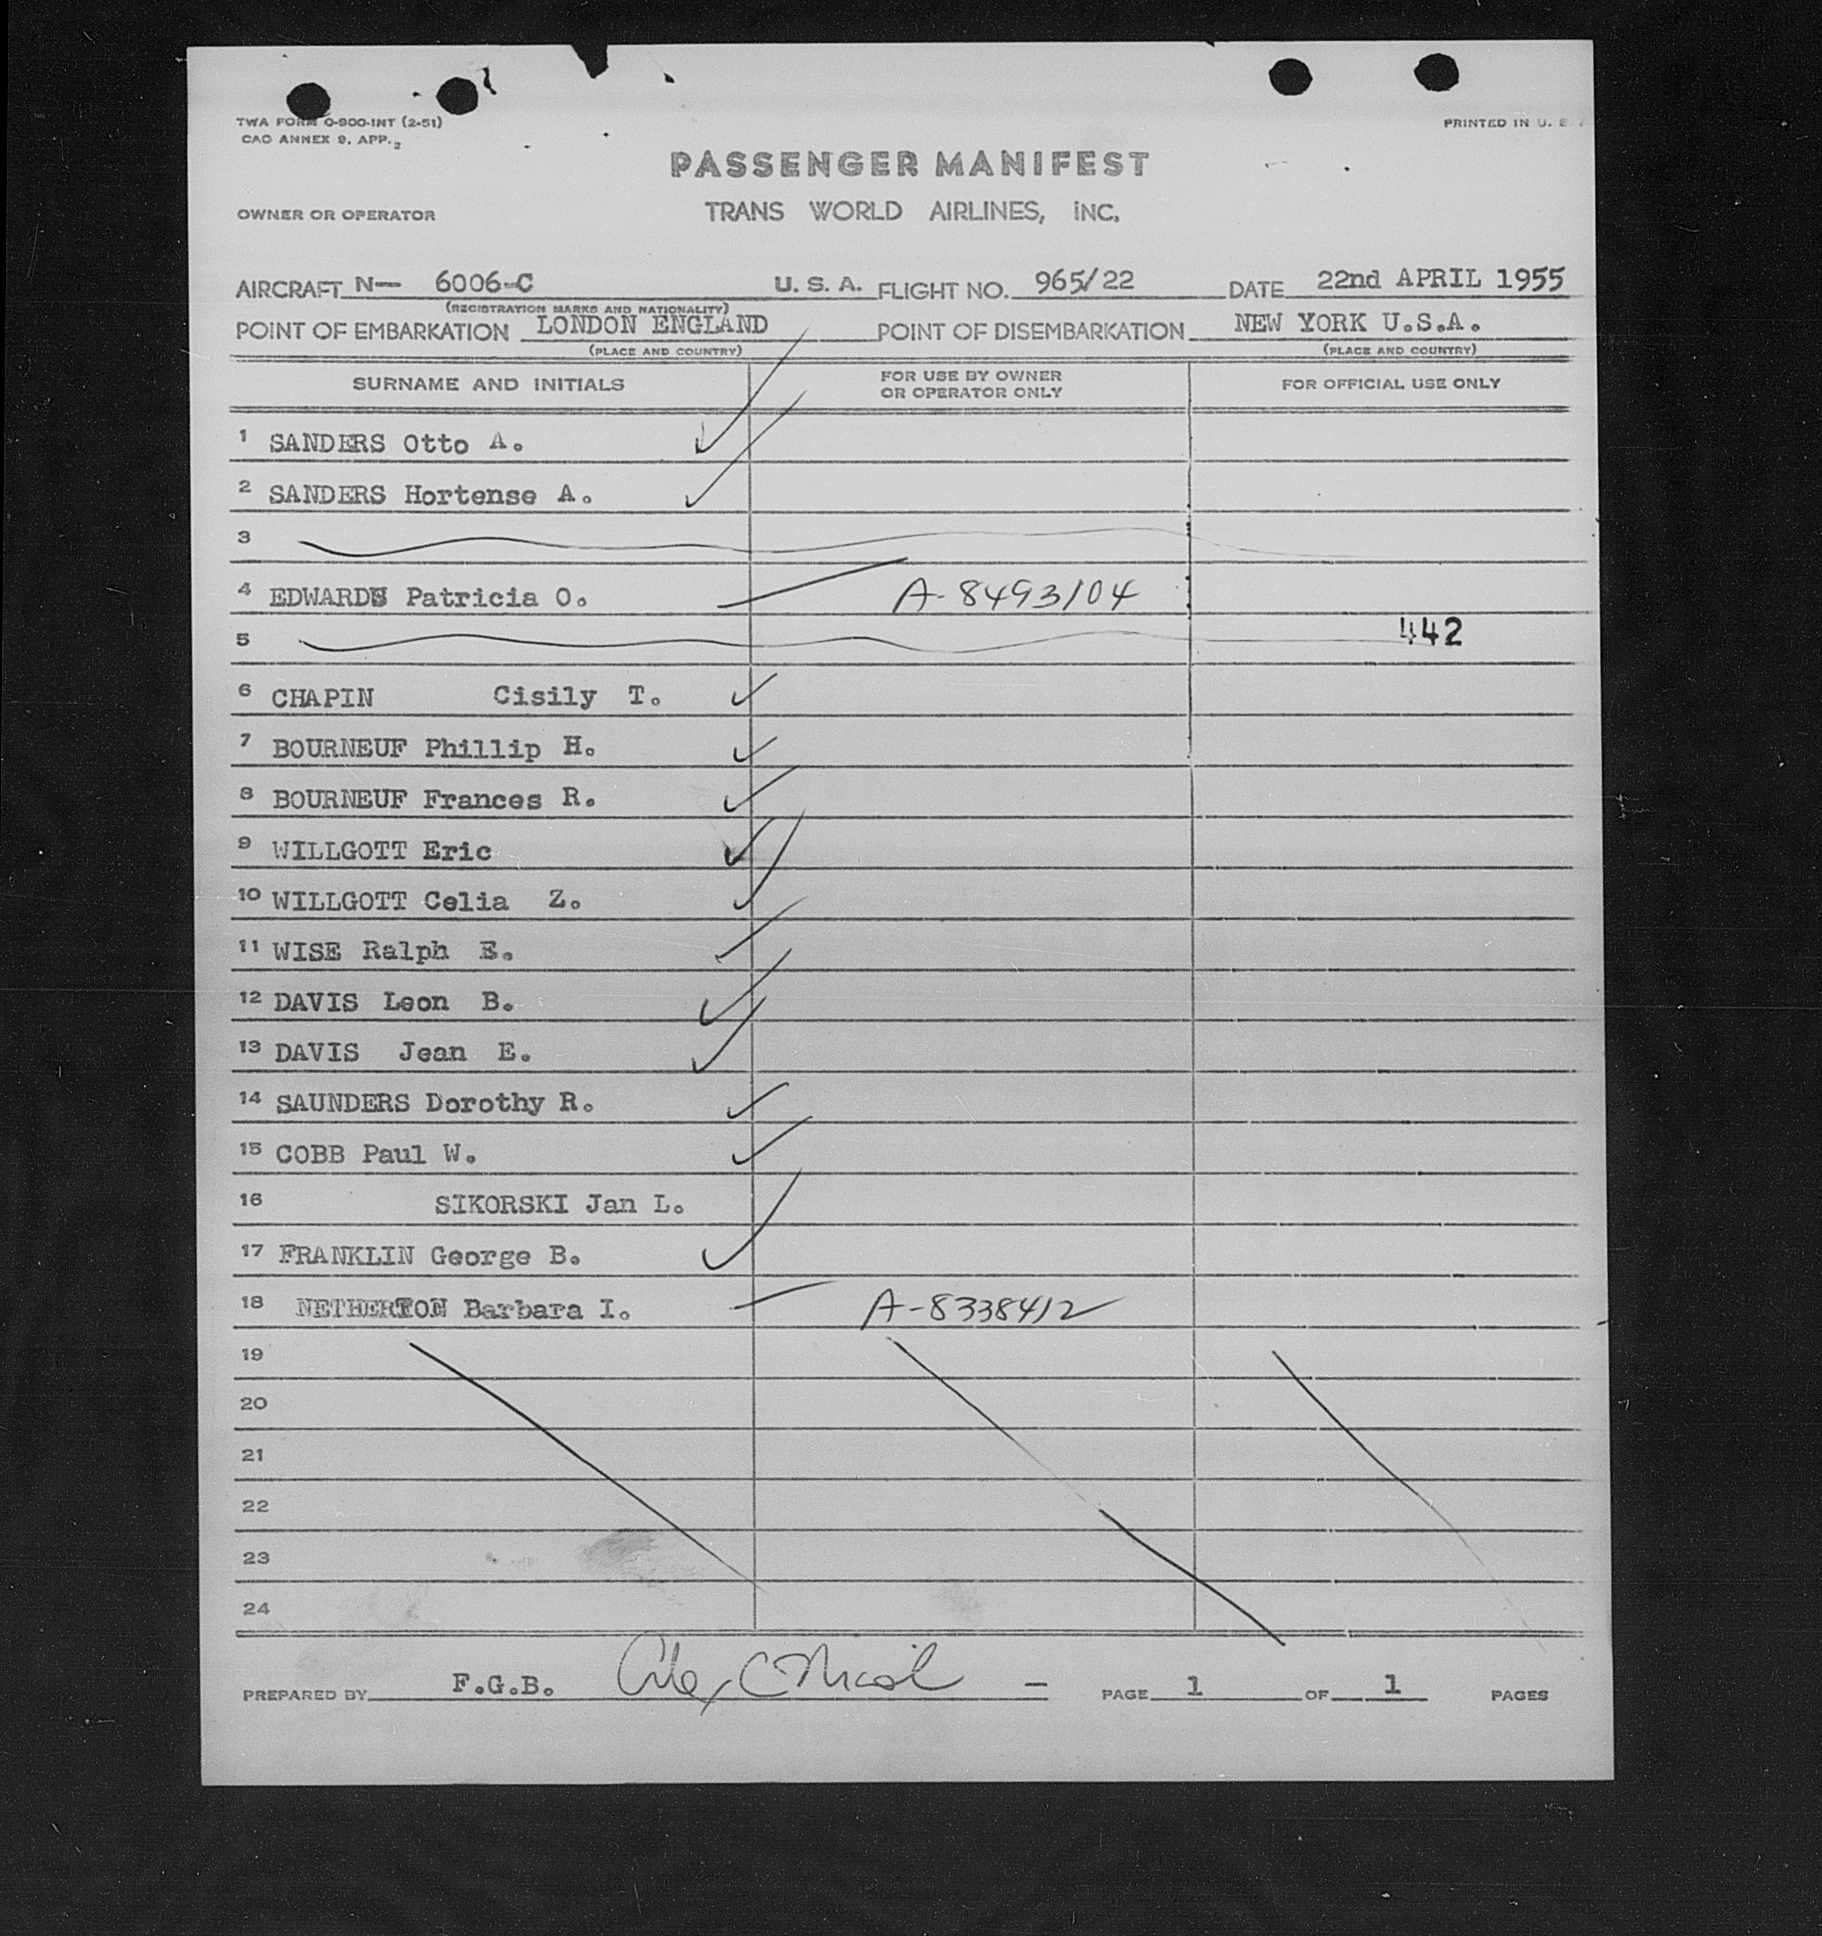 TWA FORM O-900-INT (2-51)
CAO ANNEX 9, APP. 2
PRINTED IN U. S.
PASSENGER MANIFEST
OWNER OR OPERATOR
TRANS WORLD AIRLINES, INC.
AIRCRAFT N— 6006-C U. S. A. FLIGHT NO. 965/22 DATE 22nd APRIL 1955
(REGISTRATION MARKS AND NATIONALITY)
POINT OF EMBARKATION LONDON ENGLAND POINT OF DISEMBARKATION NEW YORK U.S.A.
(PLACE AND COUNTRY) (PLACE AND COUNTRY)
SURNAME AND INITIALS FOR USE BY OWNER OR OPERATOR ONLY FOR OFFICIAL USE ONLY
1 SANDERS Otto A.
2 SANDERS Hortense A.
3
4 EDWARDS Patricia O. A-8493104
5 442
6 CHAPIN Cisily T.
7 BOURNEUF Phillip H.
8 BOURNEUF Frances R.
9 WILLGOTT Eric
10 WILLGOTT Celia Z.
11 WISE Ralph E.
12 DAVIS Leon B.
13 DAVIS Jean E.
14 SAUNDERS Dorothy R.
15 COBB Paul W.
16 SIKORSKI Jan L.
17 FRANKLIN George B.
18 NETHERTON Barbara I. A-8338412
19
20
21
22
23
24
PREPARED BY F.G.B. PAGE 1 OF 1 PAGES